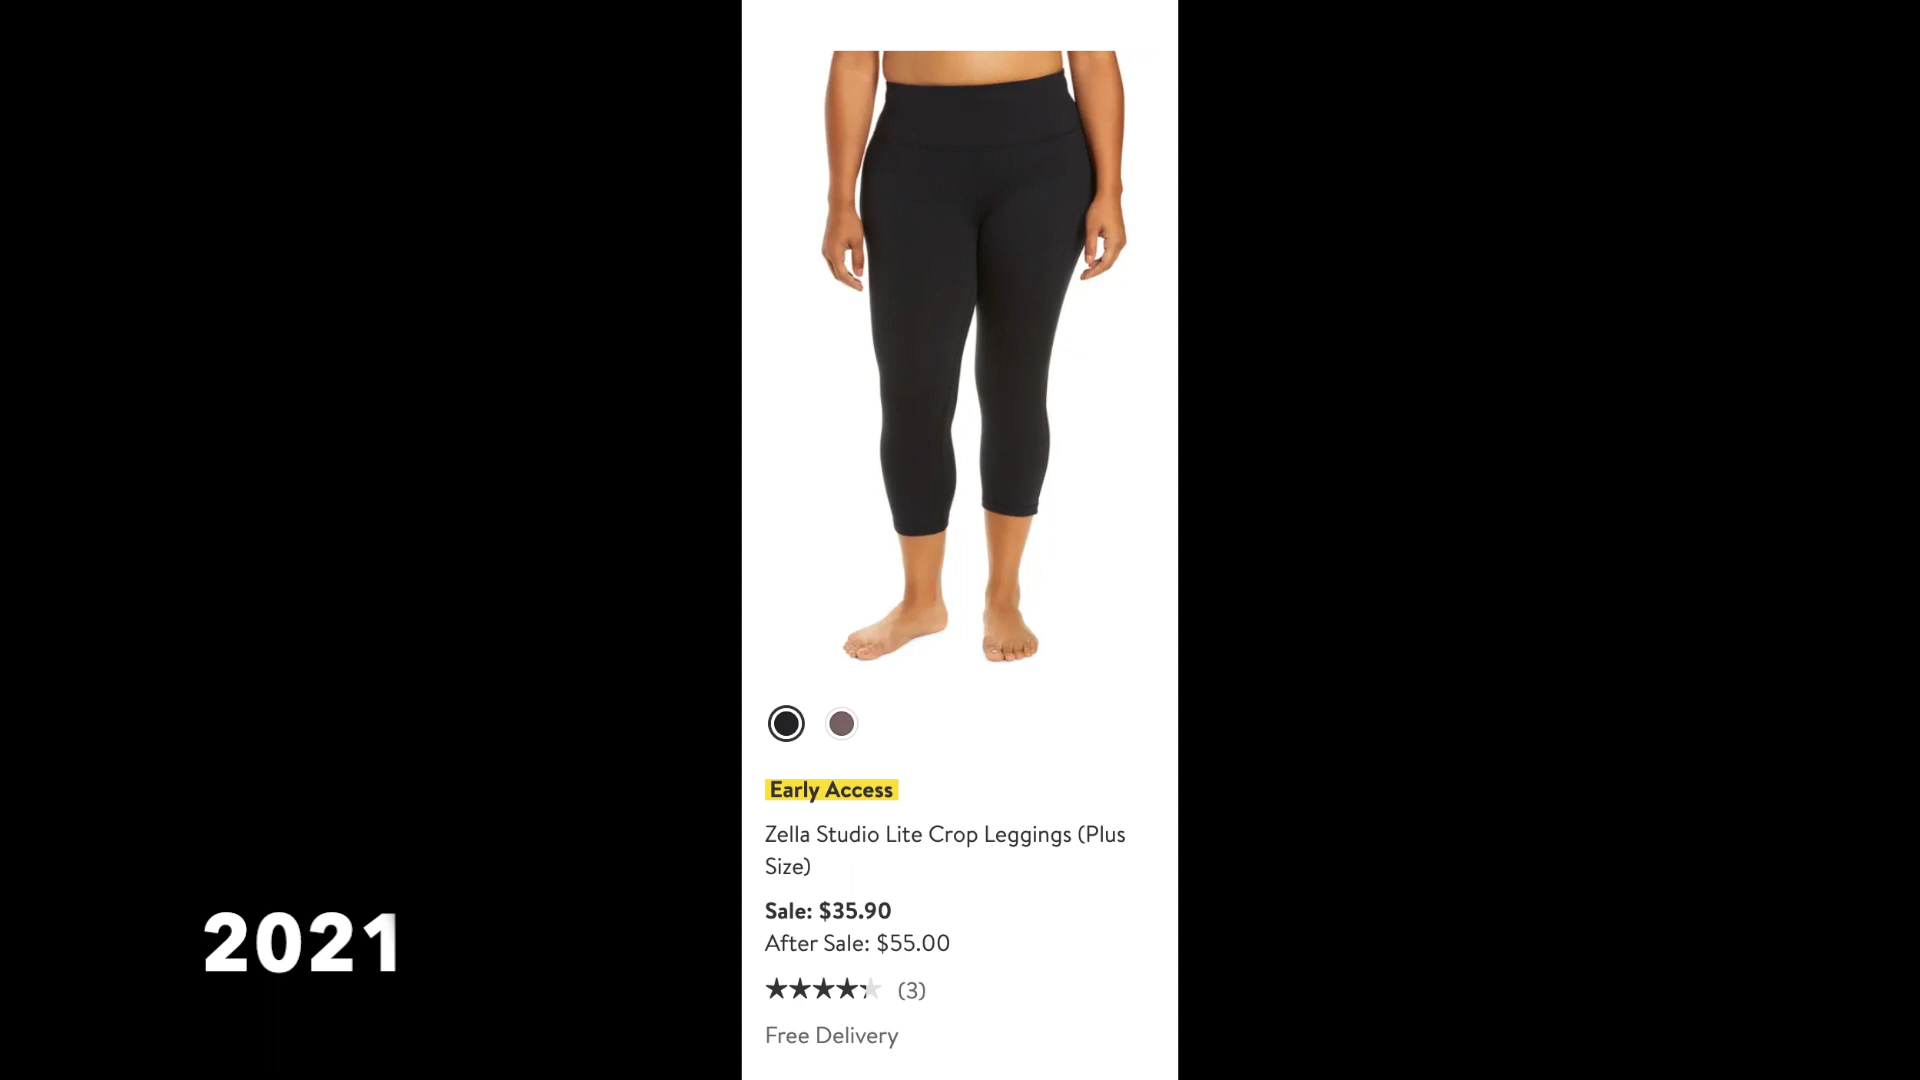 Early Access
Zella Studio Lite Crop Leggings (Plus
Size)
Sale: $35.90
After Sale: $55.00
(3)
Free Delivery
2021